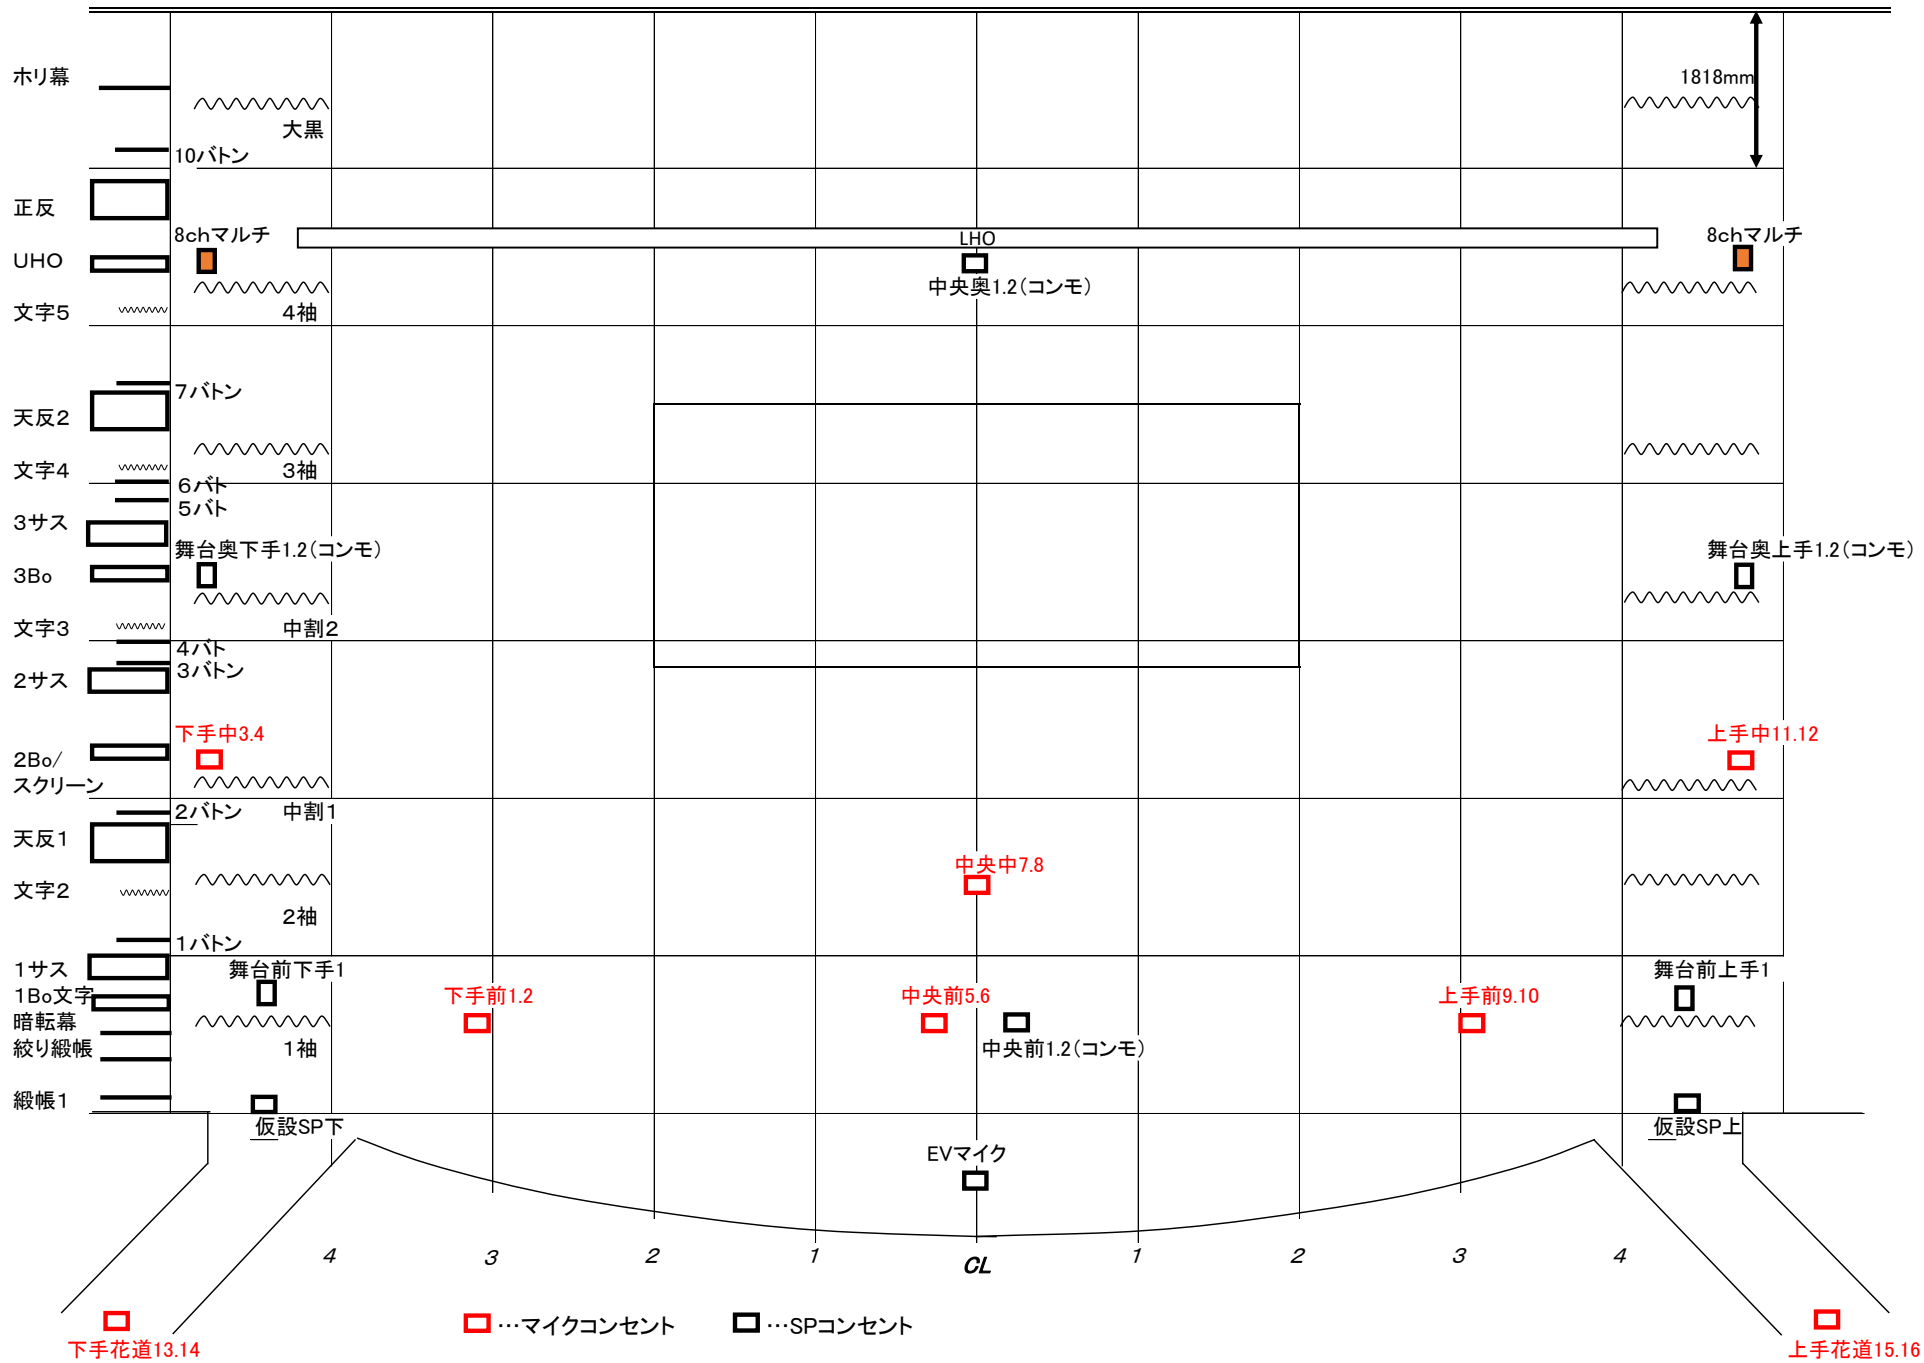 ホリ幕
1818mm
大黒
10バトン
正反
8chマルチ
LHO
8chマルチ
UHO
中央奥1.2(コンモ)
文字5
4袖
7バトン
天反2
文字4
3袖
6バト
5バト
3サス
舞台奥下手1.2(コンモ)
舞台奥上手1.2(コンモ)
3Bo
文字3
中割2
4バト
3バトン
2サス
下手中3.4
上手中11.12
2Bo/
スクリーン
2バトン
中割1
天反1
中央中7.8
文字2
2袖
1バトン
1サス
舞台前下手1
舞台前上手1
1Bo文字
下手前1.2
中央前5.6
上手前9.10
暗転幕
絞り緞帳
1袖
中央前1.2(コンモ)
緞帳1
仮設SP下
仮設SP上
EVマイク
4
3
2
1
CL
1
2
3
4
…マイクコンセント
…SPコンセント
下手花道13.14
上手花道15.16